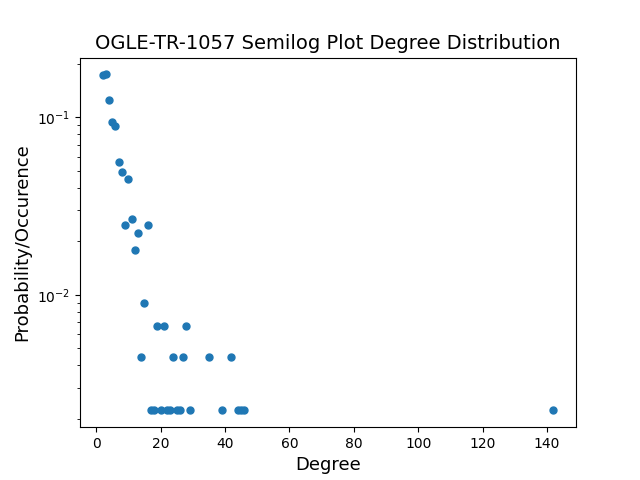 OGLE-TR-1057 Semilog Plot Degree Distribution
Probability/Occurence
10⁻¹
10⁻²
0 20 40 60 80 100 120 140
Degree